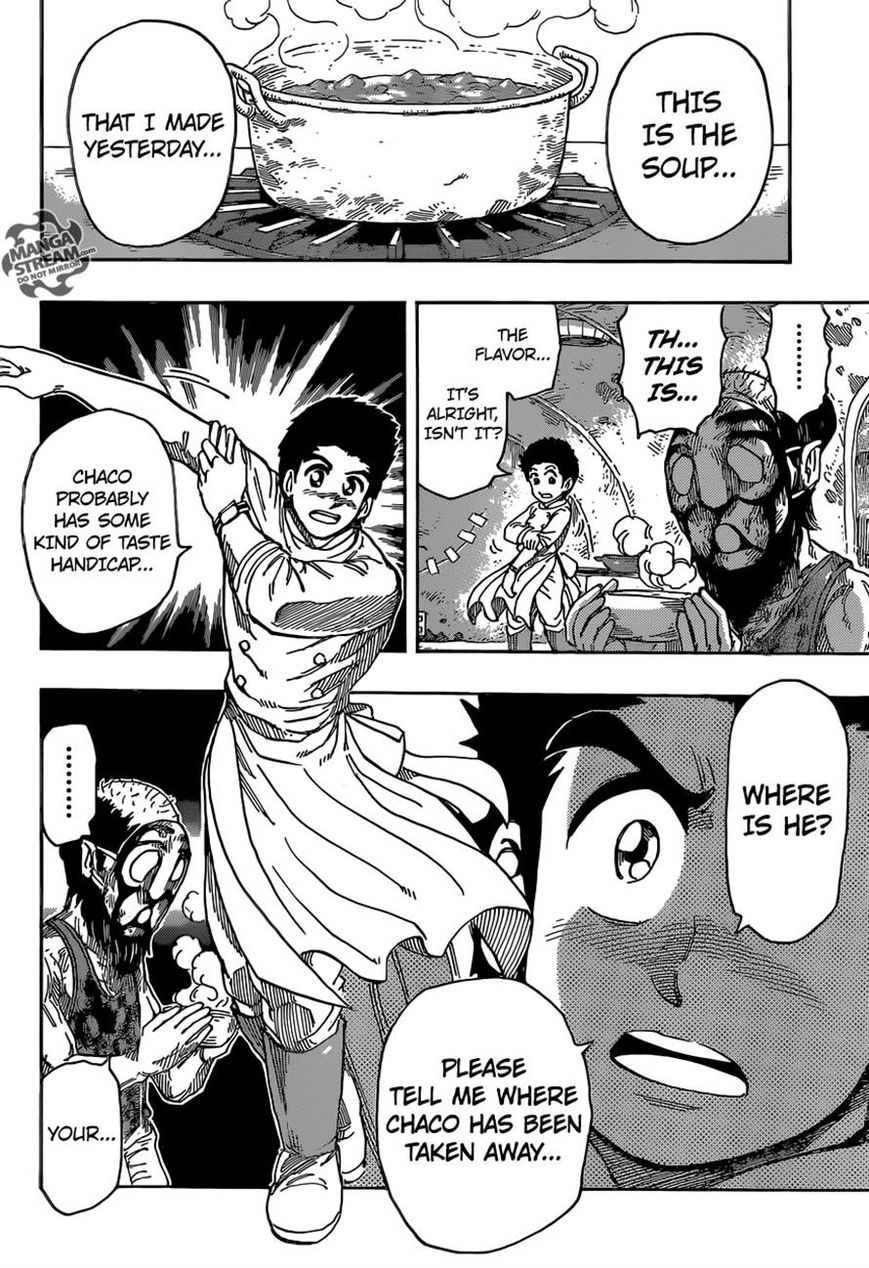 THIS
IS THE
SOUP...
THAT I MADE
YESTERDAY...
MANGA
STREAM.com
DO NOT MIRROR
.......
TH...
THIS
IS...
THE
FLAVOR...
IT'S
ALRIGHT,
ISN'T IT?
CHACO
PROBABLY
HAS SOME
KIND OF TASTE
HANDICAP...
WHERE
IS HE?
PLEASE
TELL ME WHERE
CHACO HAS BEEN
TAKEN AWAY...
.......
YOUR...